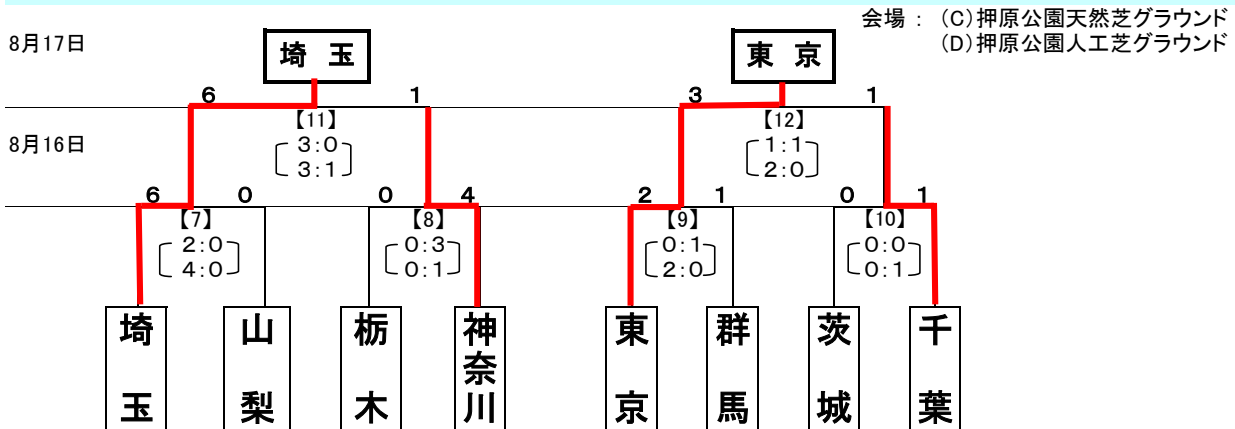 会場 : (C)押原公園天然芝グラウンド
(D)押原公園人工芝グラウンド
8月17日
埼 玉
東 京
6 1 3 1
【11】 【12】
8月16日
3:0 1:1
3:1 2:0
6 0 0 4 2 1 0 1
【7】 【8】 【9】 【10】
2:0 0:3 0:1 0:0
4:0 0:1 2:0 0:1
埼玉
山梨
栃木
神奈川
東京
群馬
茨城
千葉